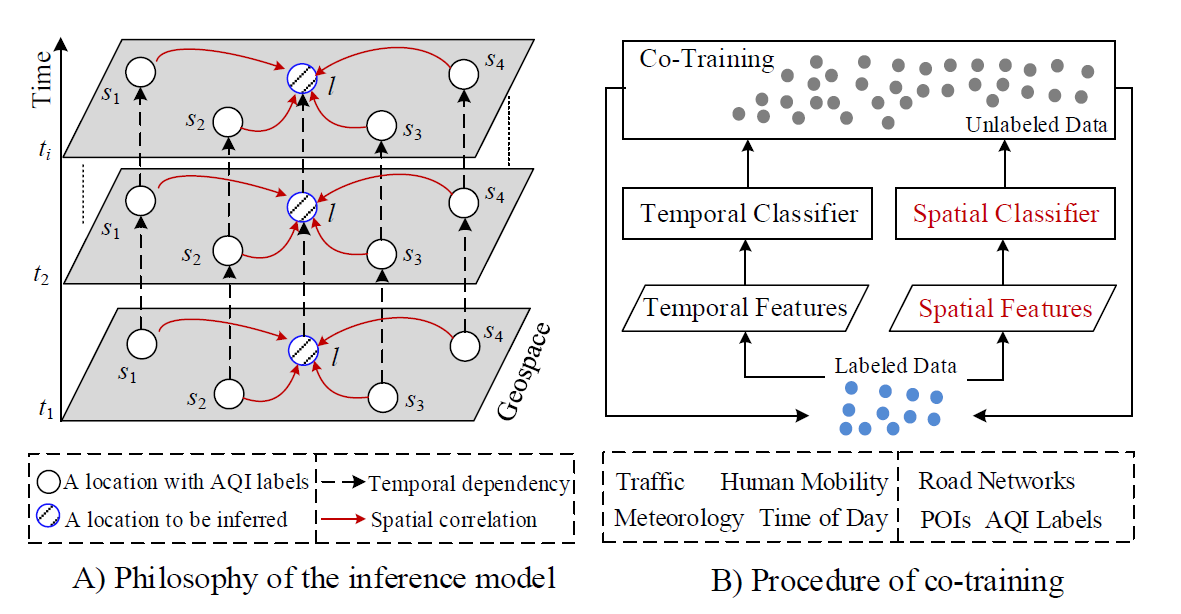 Time
s1
l
s4
s2
s3
ti
s1
l
s4
s2
s3
t2
s1
l
s4
s2
s3
t1
Geospace
A location with AQI labels
Temporal dependency
A location to be inferred
Spatial correlation
A) Philosophy of the inference model
Co-Training
Unlabeled Data
Temporal Classifier
Spatial Classifier
Temporal Features
Spatial Features
Labeled Data
Traffic Human Mobility
Meteorology Time of Day
Road Networks
POIs AQI Labels
B) Procedure of co-training